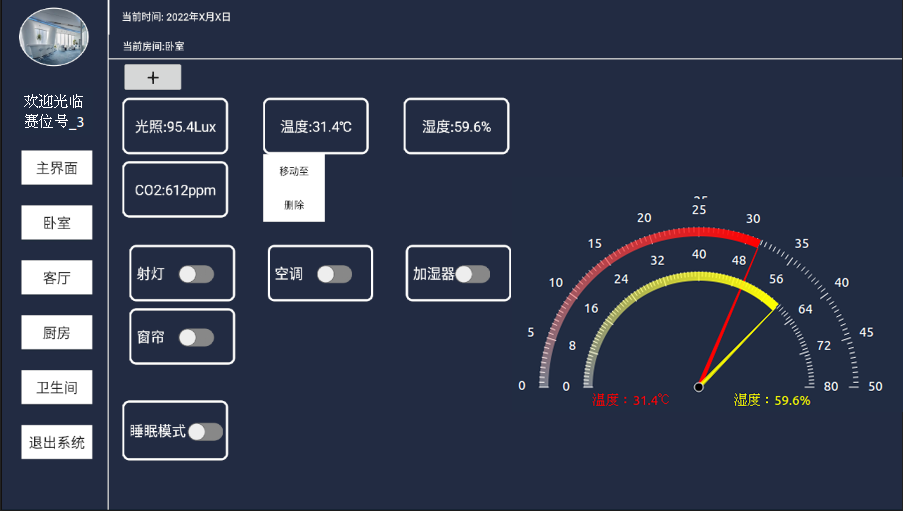 当前时间: 2022年X月X日
当前房间:卧室
欢迎光临
赛位号_3
主界面
卧室
客厅
厨房
卫生间
退出系统
+
光照:95.4Lux
温度:31.4℃
湿度:59.6%
CO2:612ppm
移动至
删除
射灯
空调
加湿器
窗帘
睡眠模式
0
5
10
15
20
25
25
30
35
40
45
50
0
8
16
24
32
40
48
56
64
72
80
温度：31.4℃
湿度：59.6%